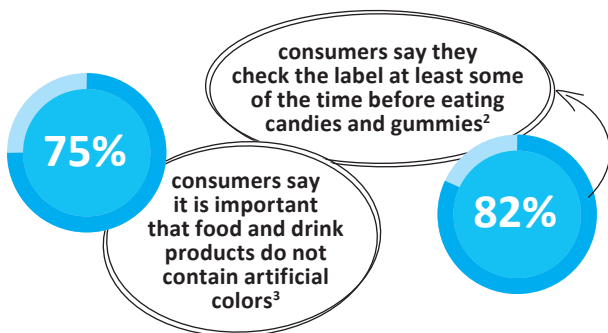 consumers say they
check the label at least some
of the time before eating
candies and gummies²
82%
75%
consumers say
it is important
that food and drink
products do not
contain artificial
colors³